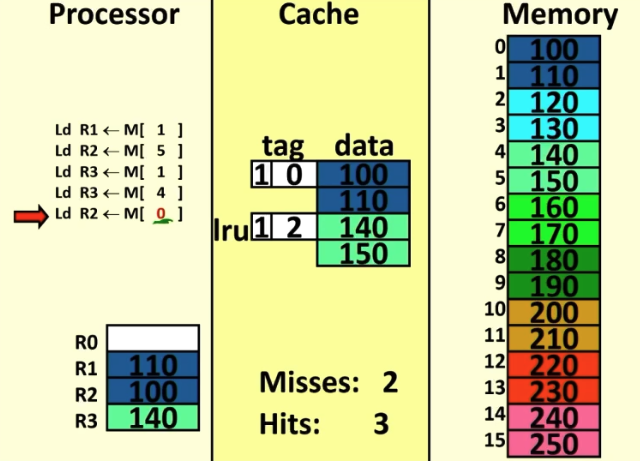 Processor
Cache
Memory
Ld R1 ← M[ 1 ]
Ld R2 ← M[ 5 ]
Ld R3 ← M[ 1 ]
Ld R3 ← M[ 4 ]
Ld R2 ← M[ 0 ]
R0
R1 110
R2 100
R3 140
tag data
1 0 100
110
lru 1 2 140
150
Misses: 2
Hits: 3
0 100
1 110
2 120
3 130
4 140
5 150
6 160
7 170
8 180
9 190
10 200
11 210
12 220
13 230
14 240
15 250